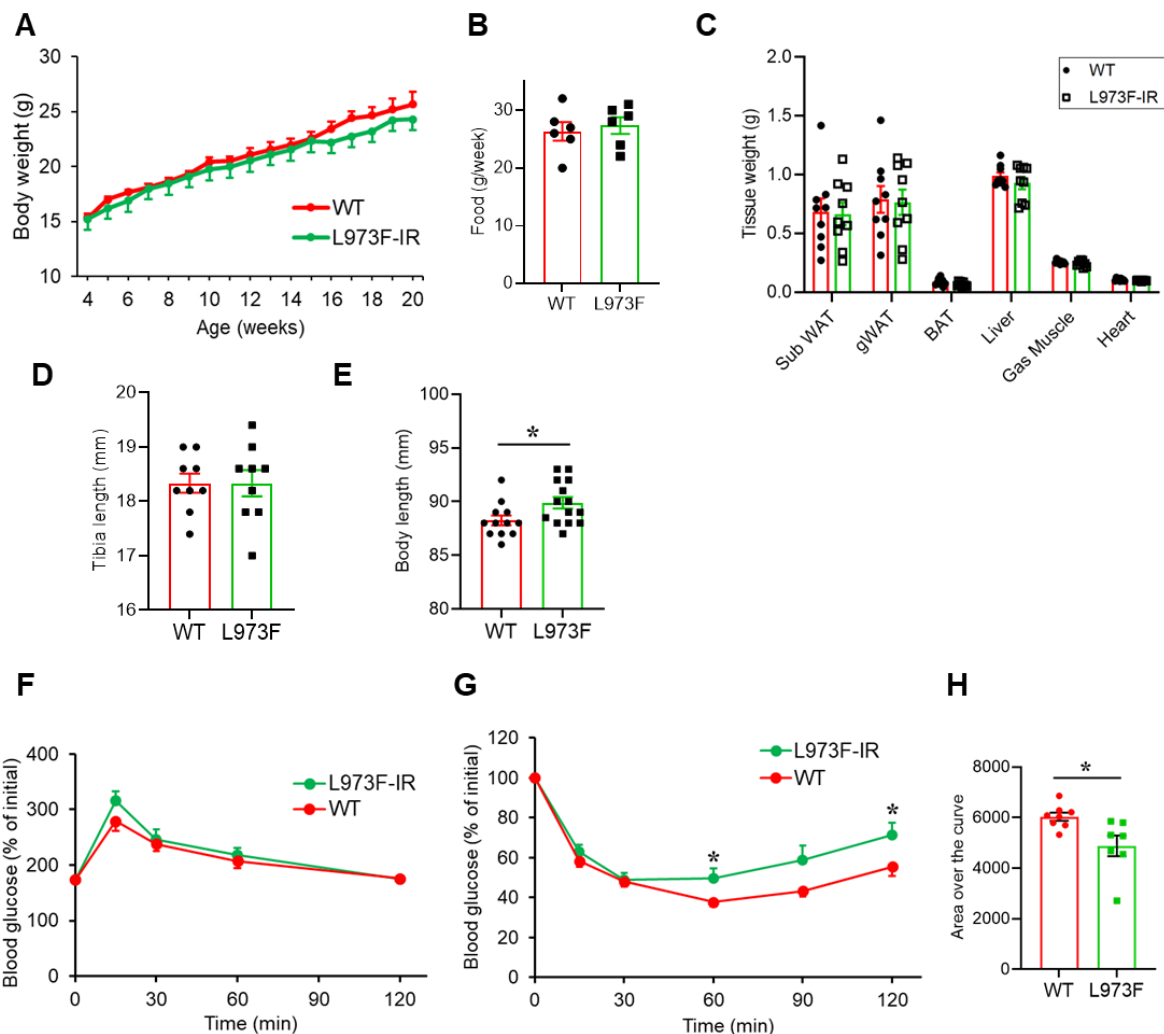 A
Body weight (g)
30
25
20
15
10
WT
L973F-IR
4 6 8 10 12 14 16 18 20
Age (weeks)
B
Food (g/week)
30
20
10
0
WT L973F
C
Tissue weight (g)
2.0
1.5
1.0
0.5
0.0
WT
L973F-IR
Sub WAT
gWAT
BAT
Liver
Gas Muscle
Heart
D
Tibia length (mm)
20
19
18
17
16
WT L973F
E
Body length (mm)
100
95
90
85
80
*
WT L973F
F
Blood glucose (% of initial)
400
300
200
100
0
L973F-IR
WT
0 30 60 90 120
Time (min)
G
Blood glucose (% of initial)
120
100
80
60
40
20
0
L973F-IR
WT
*
*
0 30 60 90 120
Time (min)
H
Area over the curve
8000
6000
4000
2000
0
*
WT L973F